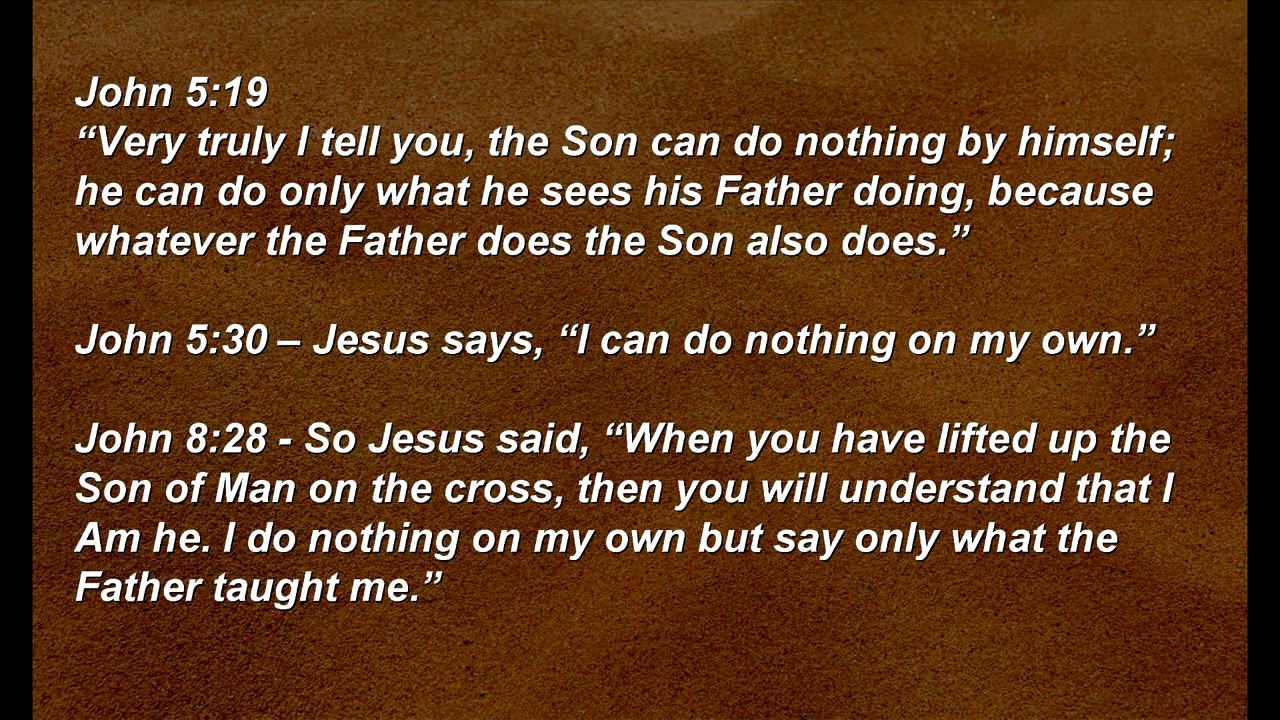 John 5:19
“Very truly I tell you, the Son can do nothing by himself;
he can do only what he sees his Father doing, because
whatever the Father does the Son also does.”
John 5:30 – Jesus says, “I can do nothing on my own.”
John 8:28 - So Jesus said, “When you have lifted up the
Son of Man on the cross, then you will understand that I
Am he. I do nothing on my own but say only what the
Father taught me.”